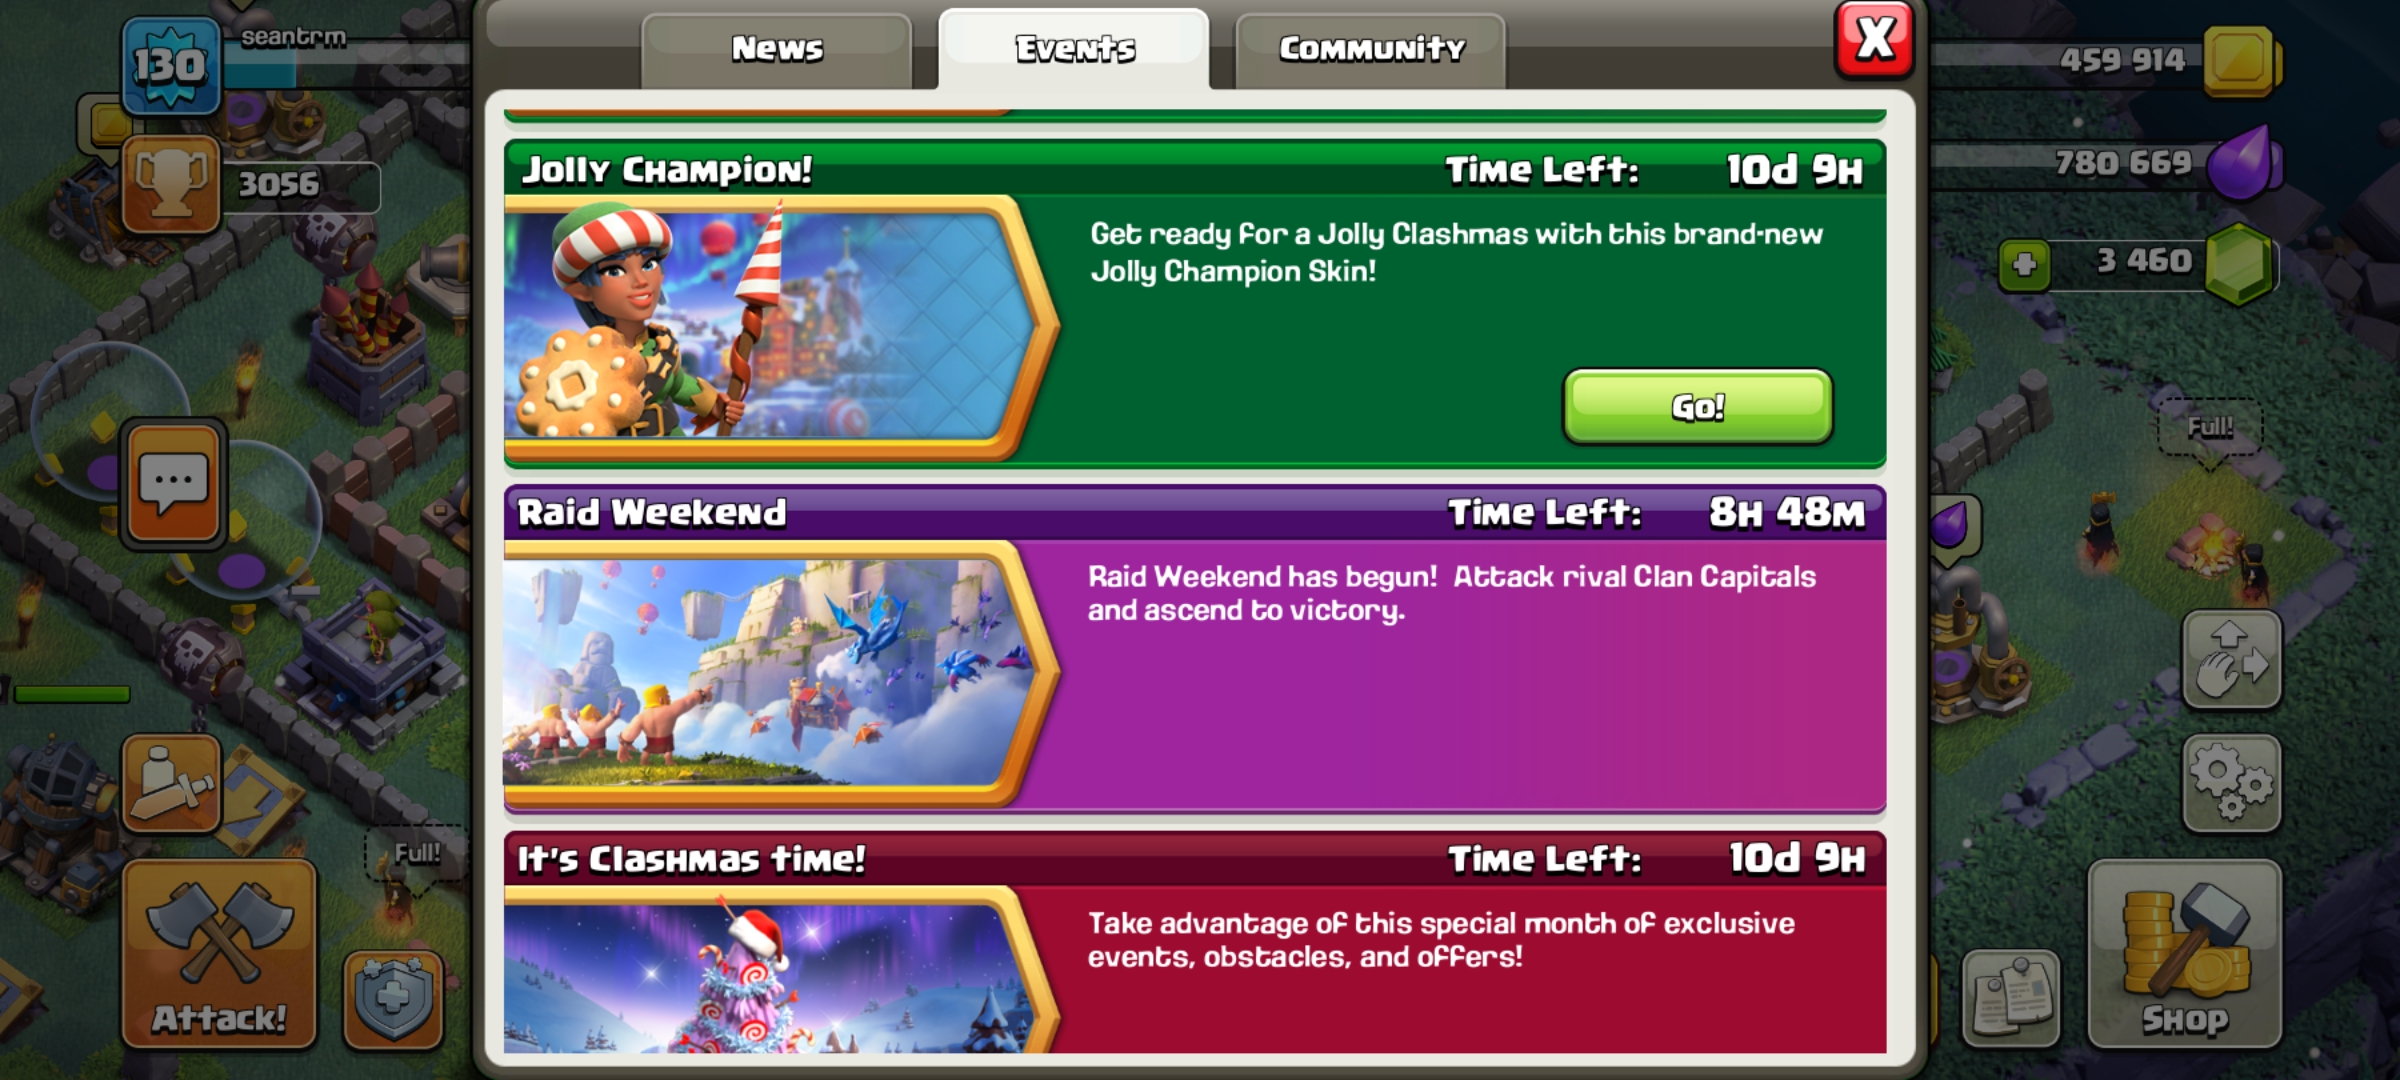 130
seantrm
3056
News
Events
Community
X
459 914
780 669
3 460
Jolly Champion!
Time Left: 10d 9h
Get ready for a Jolly Clashmas with this brand-new
Jolly Champion Skin!
Go!
Raid Weekend
Time Left: 8h 48m
Raid Weekend has begun! Attack rival Clan Capitals
and ascend to victory.
It's Clashmas time!
Time Left: 10d 9h
Take advantage of this special month of exclusive
events, obstacles, and offers!
Full!
Full!
Attack!
Shop